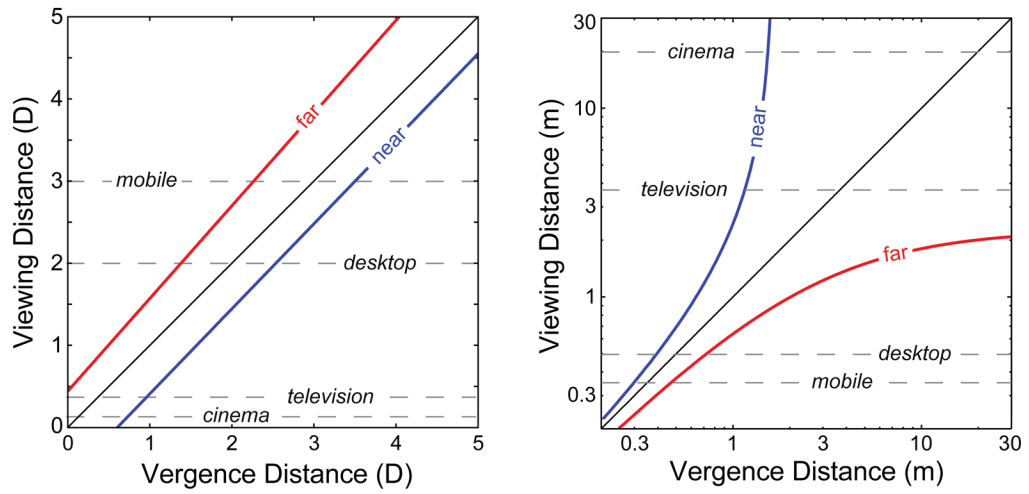 5
4
3
2
1
0
Viewing Distance (D)
far
near
mobile
desktop
television
cinema
0
1
2
3
4
5
Vergence Distance (D)
30
10
3
1
0.3
Viewing Distance (m)
cinema
near
television
far
desktop
mobile
0.3
1
3
10
30
Vergence Distance (m)